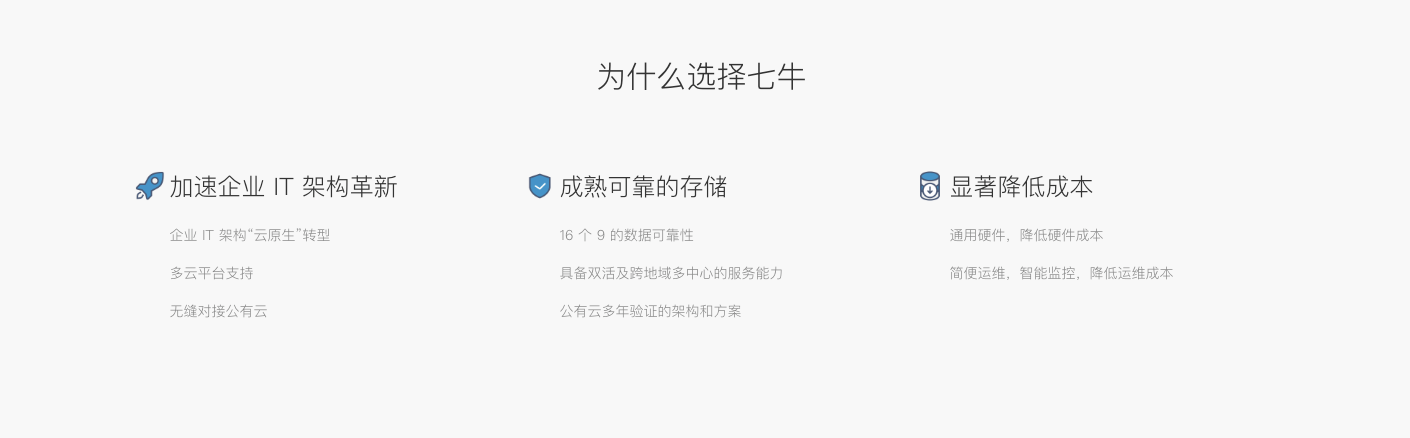 为什么选择七牛
加速企业 IT 架构革新
企业 IT 架构“云原生”转型
多云平台支持
无缝对接公有云
成熟可靠的存储
16 个 9 的数据可靠性
具备双活及跨地域多中心的服务能力
公有云多年验证的架构和方案
显著降低成本
通用硬件，降低硬件成本
简便运维，智能监控，降低运维成本